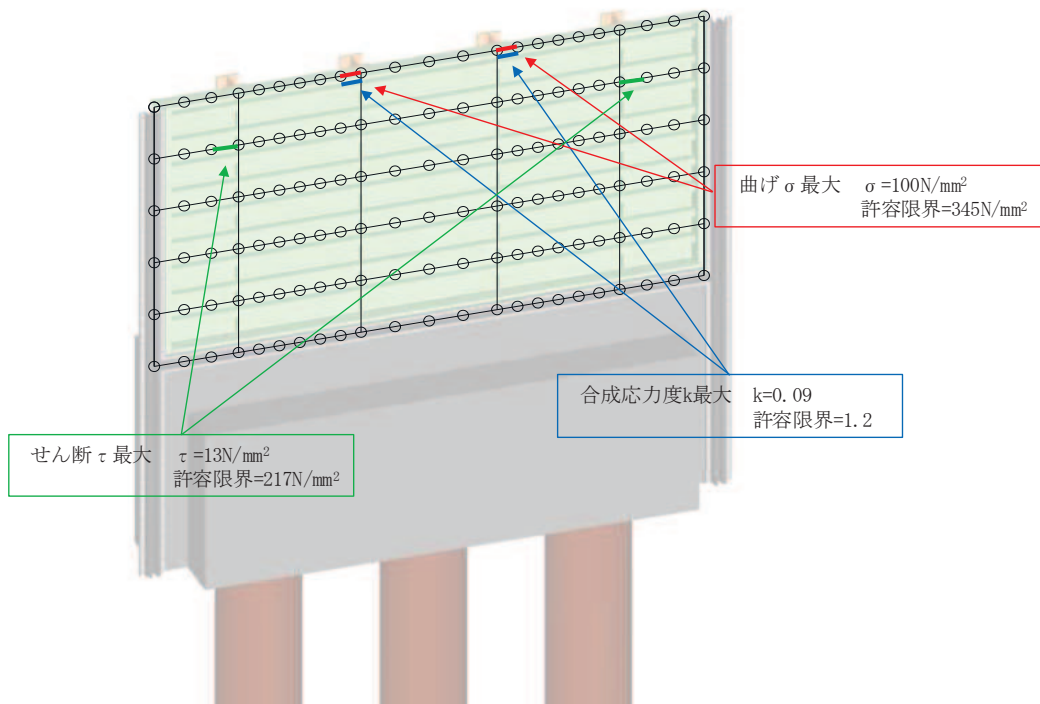 曲げσ最大 σ=100N/mm²
許容限界=345N/mm²
合成応力度k最大 k=0.09
許容限界=1.2
せん断τ最大 τ=13N/mm²
許容限界=217N/mm²